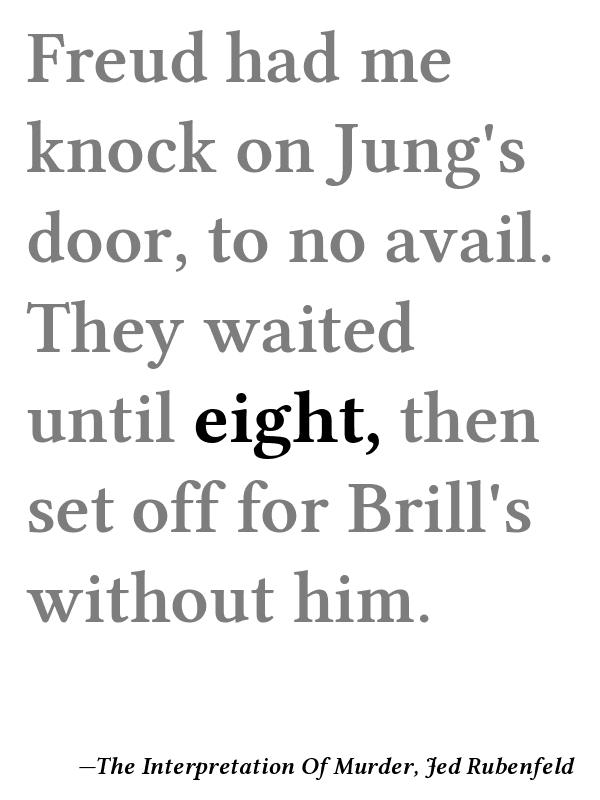 Freud had me
knock on Jung's
door, to no avail.
They waited
until eight, then
set off for Brill's
without him.
—The Interpretation Of Murder, Jed Rubenfeld